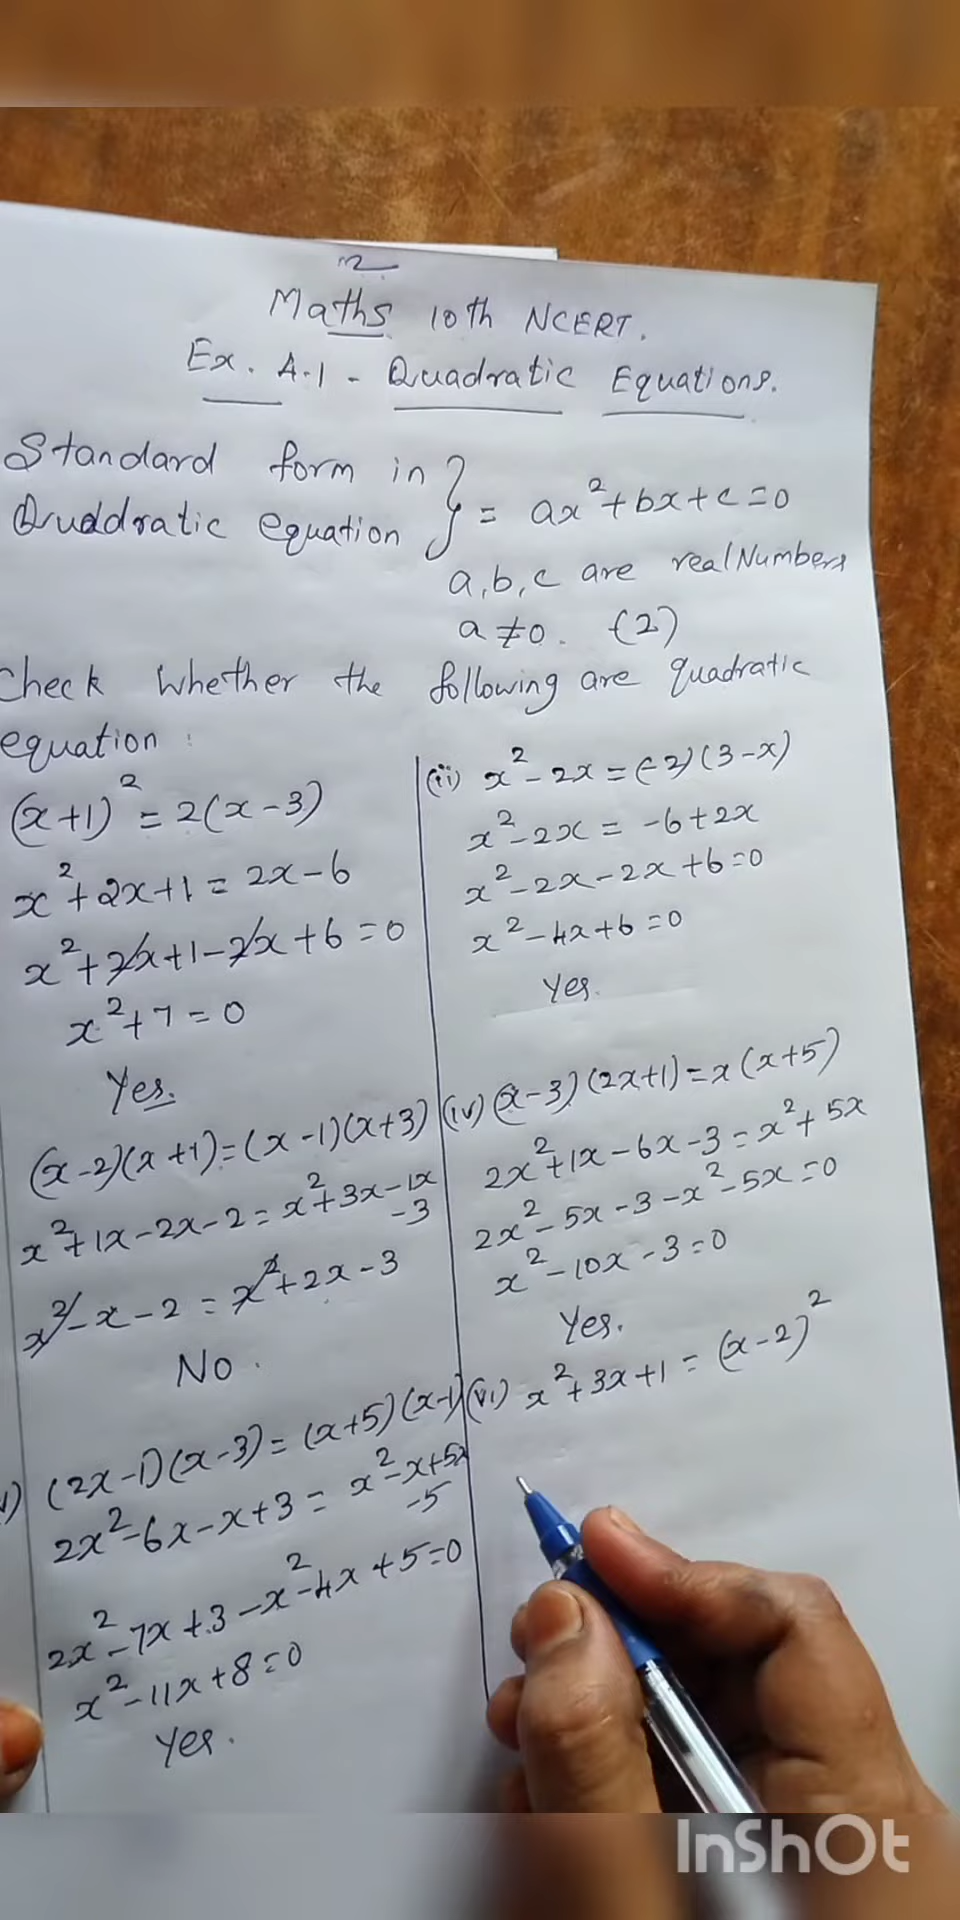 Maths 10th NCERT.
Ex. 4.1 - Quadratic Equations.
Standard form in } = ax²+bx+c=0
Quddratic equation
a,b,c are real Numbers
a≠0. (2)
Check whether the following are quadratic
equation:
(x+1)² = 2(x-3)
x²+2x+1 = 2x-6
x²+2x+1-2x+6=0
x²+7=0
Yes.
(ii) x²-2x=(-2)(3-x)
x²-2x = -6+2x
x²-2x-2x+6=0
x²-4x+6=0
Yes.
(x-2)(x+1)=(x-1)(x+3)
x²+1x-2x-2=x²+3x-1x
-3
x²-x-2=x²+2x-3
No.
(iv) (x-3)(2x+1)=x(x+5)
2x²+1x-6x-3=x²+5x
2x²-5x-3-x²-5x=0
x²-10x-3=0
Yes.
(2x-1)(x-3)=(x+5)(x-1)
2x²-6x-x+3=x²-x+5x
-5
2x²-7x+3-x²-4x+5=0
x²-11x+8=0
Yes.
(vi) x²+3x+1=(x-2)²
InShOt